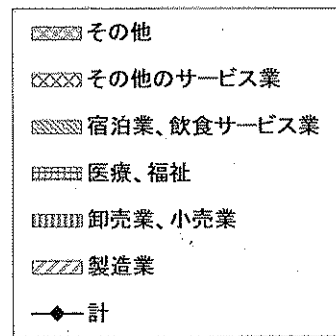 その他
その他のサービス業
宿泊業、飲食サービス業
医療、福祉
卸売業、小売業
製造業
計